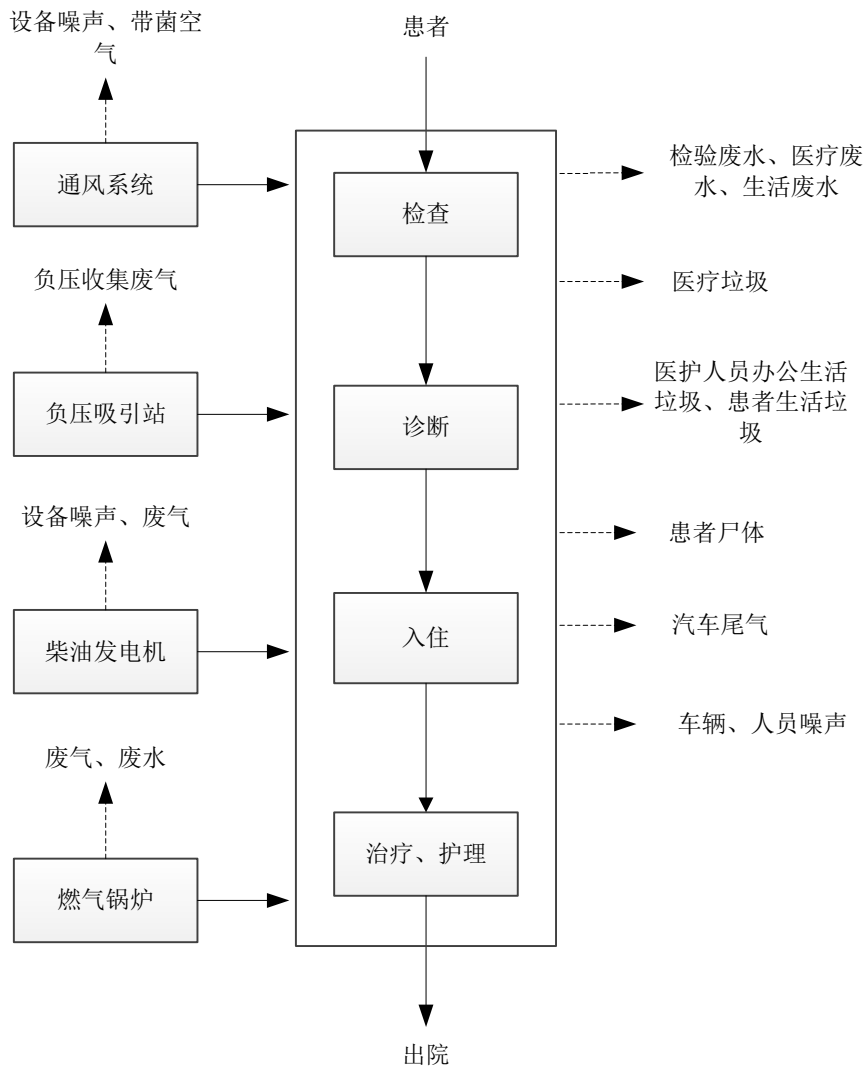 设备噪声、带菌空
气
患者
通风系统
检查
检验废水、医疗废
水、生活废水
负压收集废气
医疗垃圾
负压吸引站
诊断
医护人员办公生活
垃圾、患者生活垃
圾
设备噪声、废气
患者尸体
柴油发电机
入住
汽车尾气
废气、废水
车辆、人员噪声
燃气锅炉
治疗、护理
出院